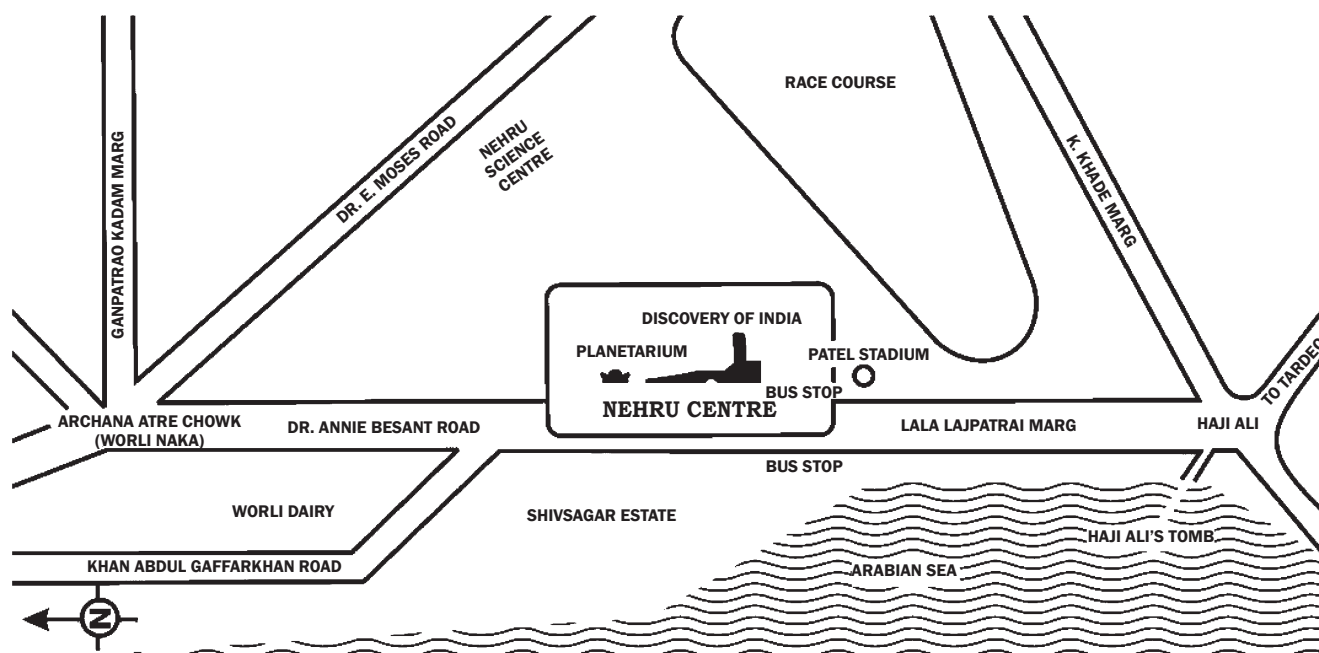 RACE COURSE
GANPATRAO KADAM MARG
DR. E. MOSES ROAD
NEHRU
SCIENCE
CENTRE
K. KHADE MARG
DISCOVERY OF INDIA
PLANETARIUM
PATEL STADIUM
BUS STOP
NEHRU CENTRE
TO TARDEO
ARCHANA ATRE CHOWK
(WORLI NAKA)
DR. ANNIE BESANT ROAD
LALA LAJPATRAI MARG
HAJI ALI
BUS STOP
WORLI DAIRY
SHIVSAGAR ESTATE
HAJI ALI'S TOMB
KHAN ABDUL GAFFARKHAN ROAD
ARABIAN SEA
N